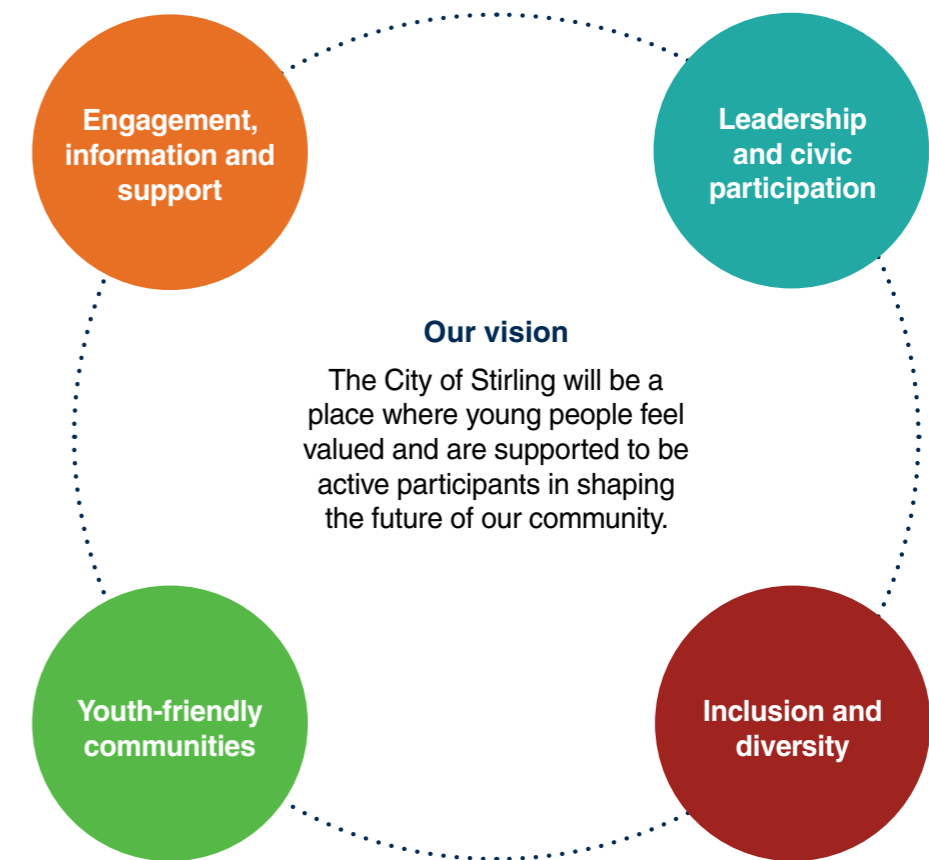 Engagement,
information and
support
Leadership
and civic
participation
Our vision
The City of Stirling will be a
place where young people feel
valued and are supported to be
active participants in shaping
the future of our community.
Youth-friendly
communities
Inclusion and
diversity